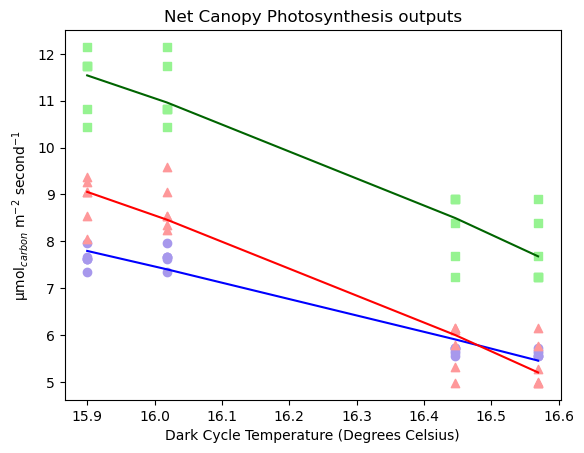 Net Canopy Photosynthesis outputs
μmol_carbon m⁻² second⁻¹
12
11
10
9
8
7
6
5
15.9 16.0 16.1 16.2 16.3 16.4 16.5 16.6
Dark Cycle Temperature (Degrees Celsius)